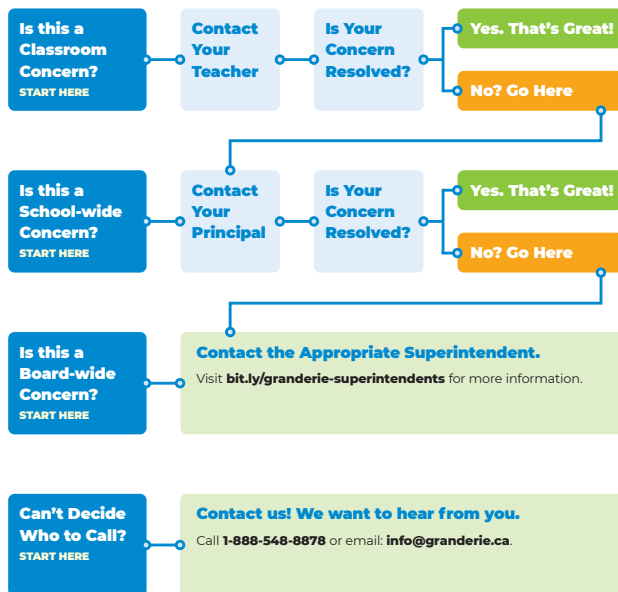 Is this a
Classroom
Concern?
START HERE
Contact
Your
Teacher
Is Your
Concern
Resolved?
Yes. That's Great!
No? Go Here
Is this a
School-wide
Concern?
START HERE
Contact
Your
Principal
Is Your
Concern
Resolved?
Yes. That's Great!
No? Go Here
Is this a
Board-wide
Concern?
START HERE
Contact the Appropriate Superintendent.
Visit bit.ly/granderie-superintendents for more information.
Can't Decide
Who to Call?
START HERE
Contact us! We want to hear from you.
Call 1-888-548-8878 or email: info@granderie.ca.